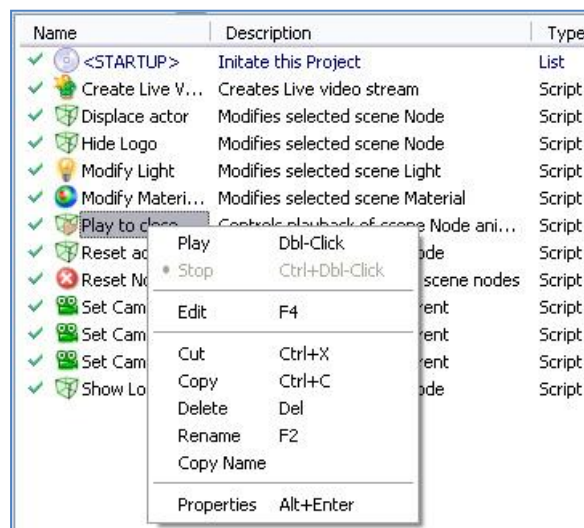 Name Description Type
<STARTUP> Initate this Project List
Create Live V... Creates Live video stream Script
Displace actor Modifies selected scene Node Script
Hide Logo Modifies selected scene Node Script
Modify Light Modifies selected scene Light Script
Modify Materi... Modifies selected scene Material Script
Play to close Controls playback of scene Node ani... Script
Reset ac ode Script
Reset No scene nodes Script
Set Cam rent Script
Set Cam rent Script
Set Cam rent Script
Show Lo ode Script
Play Dbl-Click
Stop Ctrl+Dbl-Click
Edit F4
Cut Ctrl+X
Copy Ctrl+C
Delete Del
Rename F2
Copy Name
Properties Alt+Enter